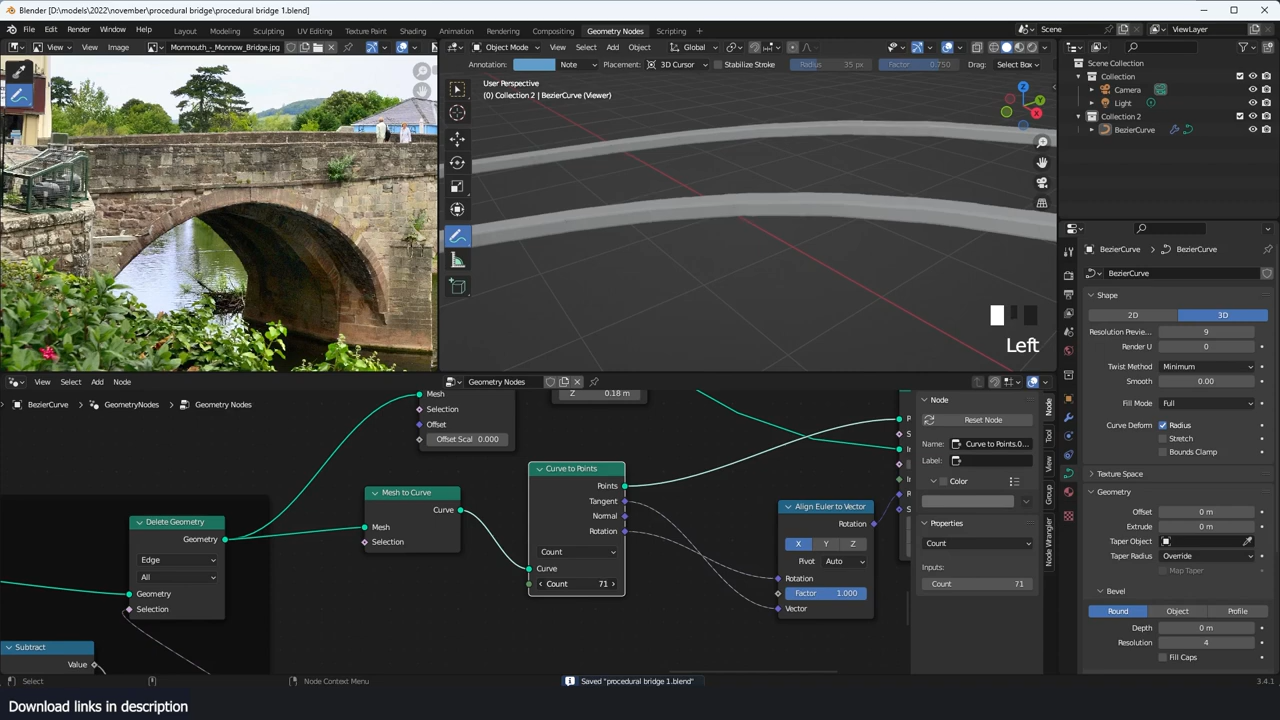 Blender [D:\models\2022\november\procedural bridge\procedural bridge 1.blend]
File Edit Render Window Help Layout Modeling Sculpting UV Editing Texture Paint Shading Animation Rendering Compositing Geometry Nodes Scripting Scene ViewLayer
View Image Monmouth_-_Monnow_Bridge.jpg Object Mode View Select Add Object Global
Annotation: Note Placement: 3D Cursor Stabilize Stroke Radius 35 px Factor 0.750 Drag: Select Box
User Perspective
(0) Collection 2 | BezierCurve (Viewer)
Z
Y
X
Left
Scene Collection
Collection
Camera
Light
Collection 2
BezierCurve
BezierCurve BezierCurve
BezierCurve
Shape
2D 3D
Resolution Previe... 9
Render U 0
Twist Method Minimum
Smooth 0.00
Fill Mode Full
Curve Deform Radius
Stretch
Bounds Clamp
Texture Space
Geometry
Offset 0 m
Extrude 0 m
Taper Object
Taper Radius Override
Map Taper
Bevel
Round Object Profile
Depth 0 m
Resolution 4
Fill Caps
View Select Add Node Geometry Nodes
BezierCurve GeometryNodes Geometry Nodes
Mesh
Selection
Offset
Offset Scal 0.000
Z 0.18 m
Mesh to Curve
Curve
Mesh
Selection
Delete Geometry
Geometry
Edge
All
Geometry
Selection
Subtract
Value
Curve to Points
Points
Tangent
Normal
Rotation
Count
Curve
Count 71
Align Euler to Vector
Rotation
X Y Z
Pivot Auto
Rotation
Factor 1.000
Vector
Node
Reset Node
Name: Curve to Points.0...
Label:
Color
Properties
Count
Inputs:
Count 71
Node
Tool
View
Group
Node Wrangler
Select
Node Context Menu
Saved "procedural bridge 1.blend"
3.4.1
Download links in description